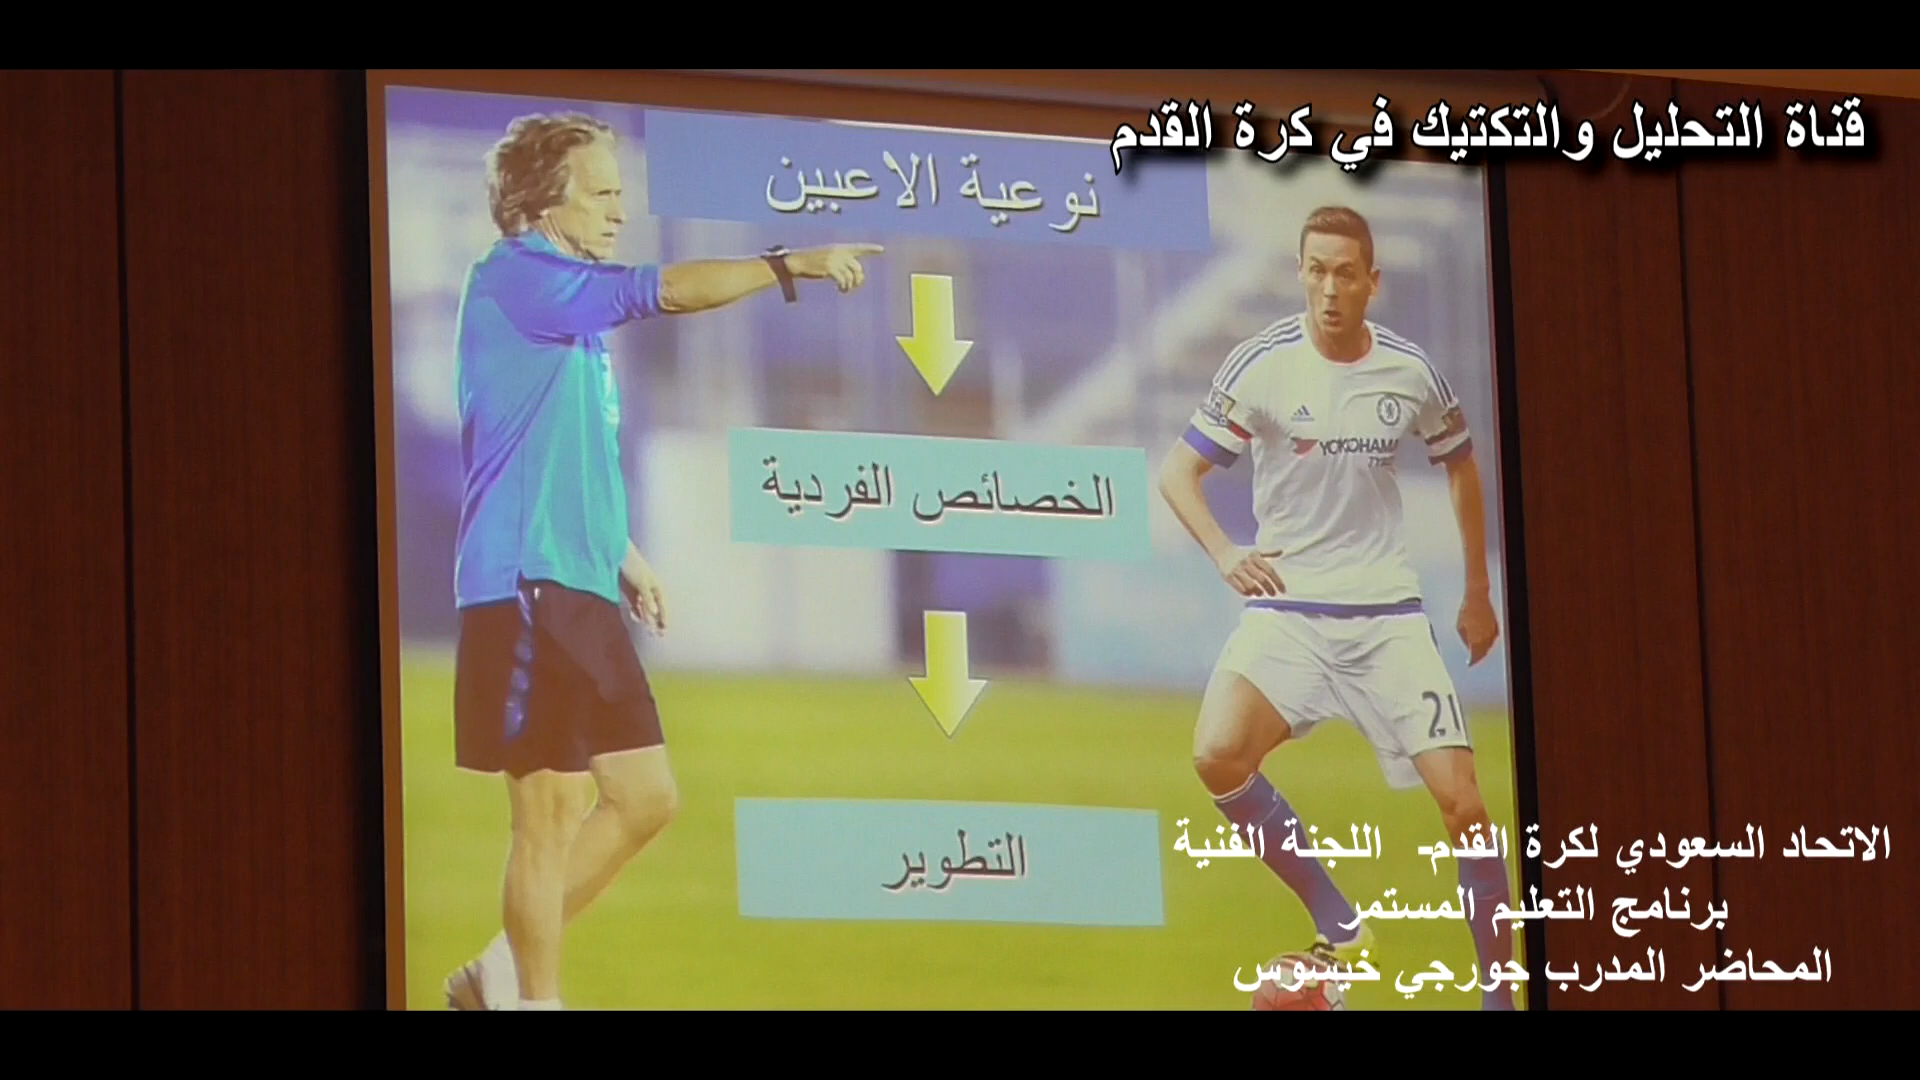 قناة التحليل والتكتيك في كرة القدم
نوعية الاعبين
الخصائص الفردية
YOKOHAMA
TYRES
21
التطوير
الاتحاد السعودي لكرة القدم- اللجنة الفنية
برنامج التعليم المستمر
المحاضر المدرب جورجي خيسوس